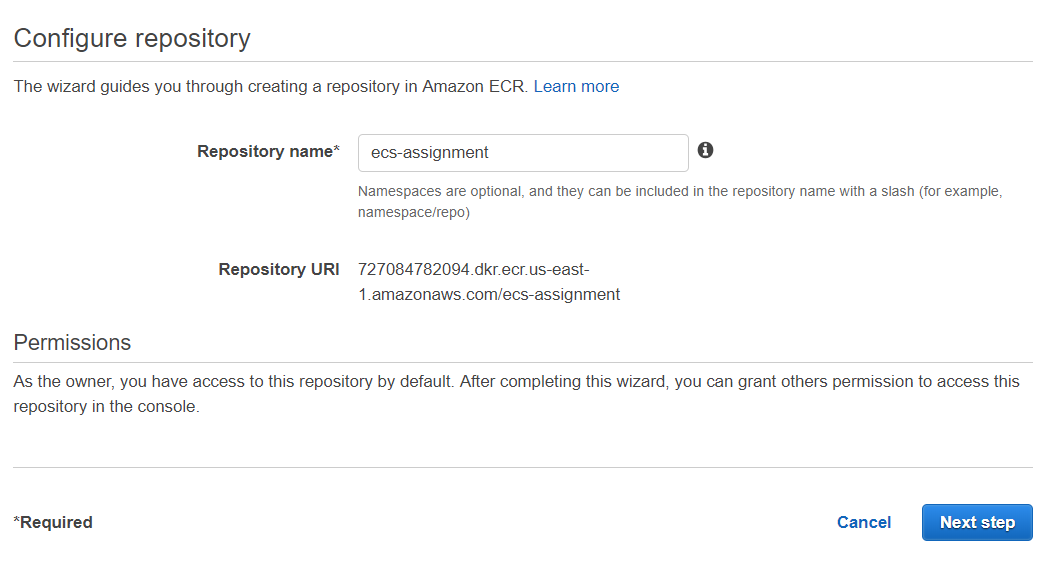 Configure repository
The wizard guides you through creating a repository in Amazon ECR. Learn more
Repository name* ecs-assignment
Namespaces are optional, and they can be included in the repository name with a slash (for example,
namespace/repo)
Repository URI 727084782094.dkr.ecr.us-east-
1.amazonaws.com/ecs-assignment
Permissions
As the owner, you have access to this repository by default. After completing this wizard, you can grant others permission to access this
repository in the console.
*Required Cancel Next step